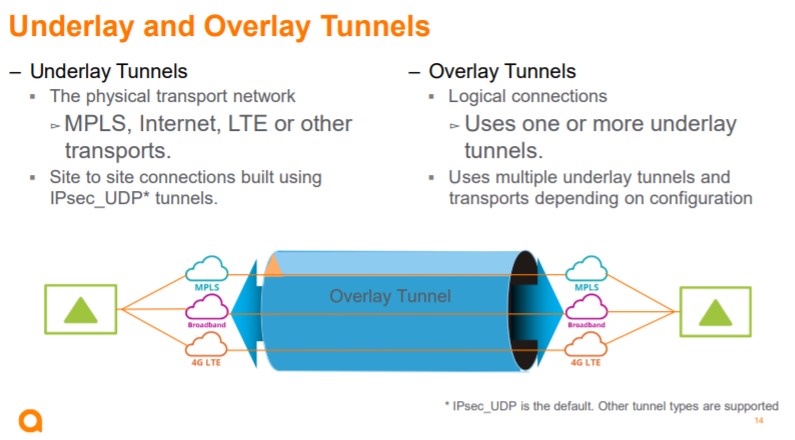 Underlay and Overlay Tunnels
– Underlay Tunnels
▪ The physical transport network
▻ MPLS, Internet, LTE or other
transports.
▪ Site to site connections built using
IPsec_UDP* tunnels.
– Overlay Tunnels
▪ Logical connections
▻ Uses one or more underlay
tunnels.
▪ Uses multiple underlay tunnels and
transports depending on configuration
MPLS
Broadband
4G LTE
Overlay Tunnel
MPLS
Broadband
4G LTE
* IPsec_UDP is the default. Other tunnel types are supported
14